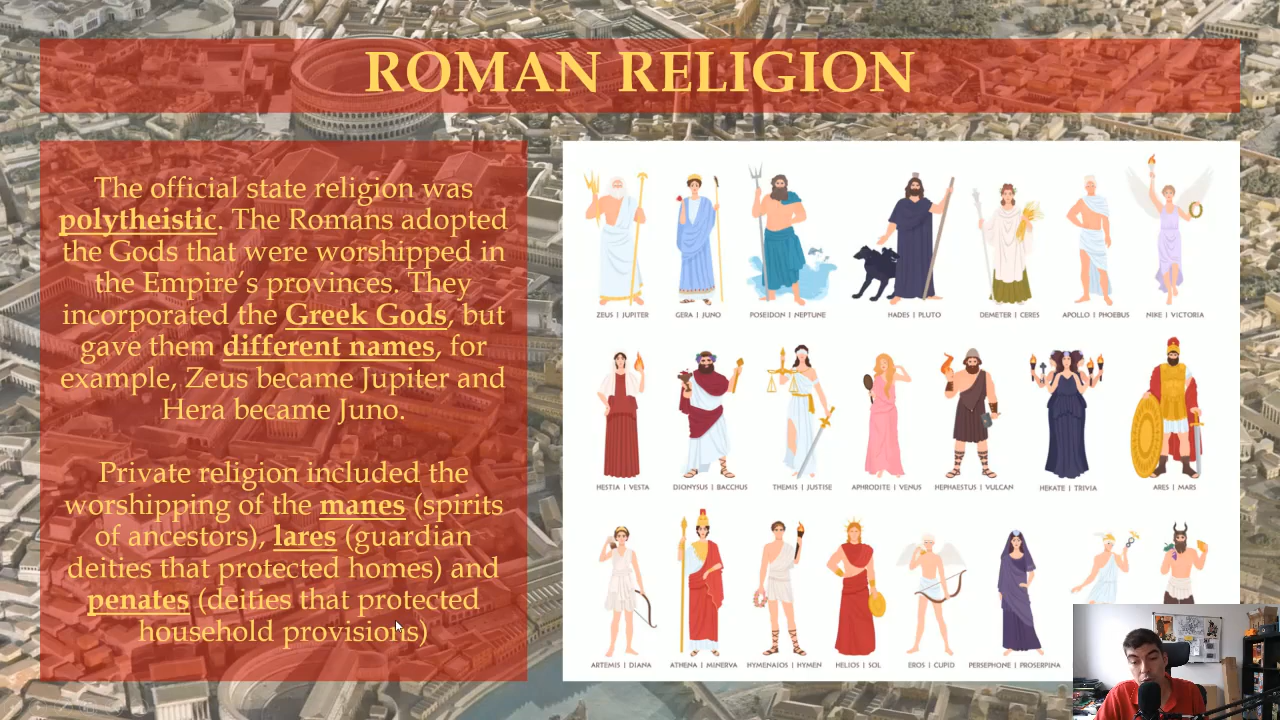 ROMAN RELIGION
The official state religion was
polytheistic. The Romans adopted
the Gods that were worshipped in
the Empire’s provinces. They
incorporated the Greek Gods, but
gave them different names, for
example, Zeus became Jupiter and
Hera became Juno.
Private religion included the
worshipping of the manes (spirits
of ancestors), lares (guardian
deities that protected homes) and
penates (deities that protected
household provisions)
ZEUS | JUPITER
GERA | JUNO
POSEIDON | NEPTUNE
HADES | PLUTO
DEMETER | CERES
APOLLO | PHOEBUS
NIKE | VICTORIA
HESTIA | VESTA
DIONYSUS | BACCHUS
THEMIS | JUSTISE
APHRODITE | VENUS
HEPHAESTUS | VULCAN
HEKATE | TRIVIA
ARES | MARS
ARTEMIS | DIANA
ATHENA | MINERVA
HYMENAIOS | HYMEN
HELIOS | SOL
EROS | CUPID
PERSEPHONE | PROSERPINA